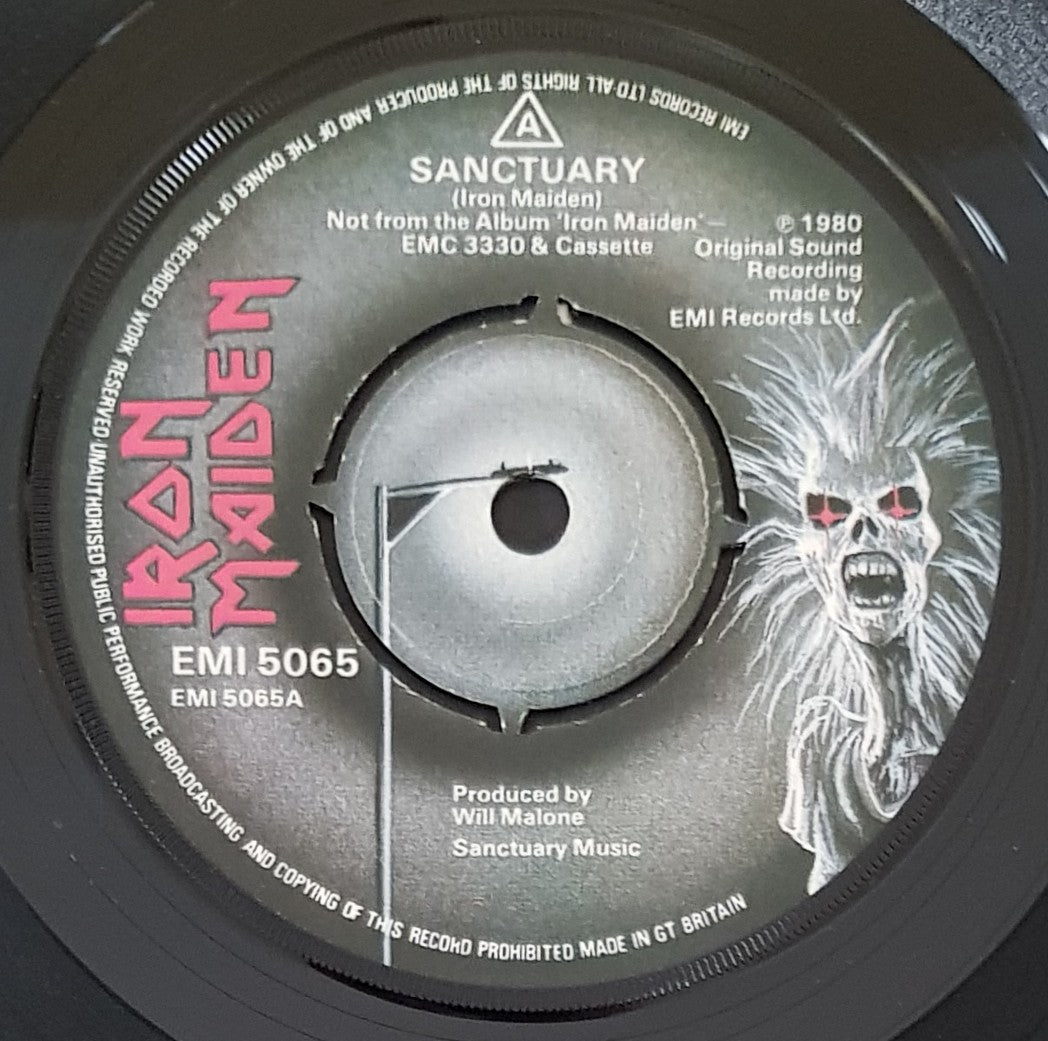 EMI RECORDS LTD ALL RIGHTS OF THE PRODUCER AND OF THE OWNER OF THE RECORDED WORK RESERVED UNAUTHORISED PUBLIC PERFORMANCE BROADCASTING AND COPYING OF THIS RECORD PROHIBITED MADE IN GT BRITAIN
A
SANCTUARY
(Iron Maiden)
Not from the Album 'Iron Maiden' –
EMC 3330 & Cassette
℗ 1980
Original Sound
Recording
made by
EMI Records Ltd.
IRON
MAIDEN
EMI 5065
EMI 5065A
Produced by
Will Malone
Sanctuary Music